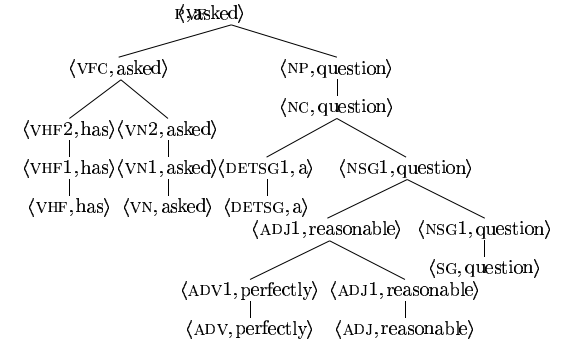 asked⟩
⟨VFC, asked⟩ ⟨NP, question⟩
⟨NC, question⟩
⟨VHF2, has⟩ ⟨VN2, asked⟩
⟨VHF1, has⟩ ⟨VN1, asked⟩ ⟨DETSG1, a⟩ ⟨NSG1, question⟩
⟨VHF, has⟩ ⟨VN, asked⟩ ⟨DETSG, a⟩
⟨ADJ1, reasonable⟩ ⟨NSG1, question⟩
⟨SG, question⟩
⟨ADV1, perfectly⟩ ⟨ADJ1, reasonable⟩
⟨ADV, perfectly⟩ ⟨ADJ, reasonable⟩